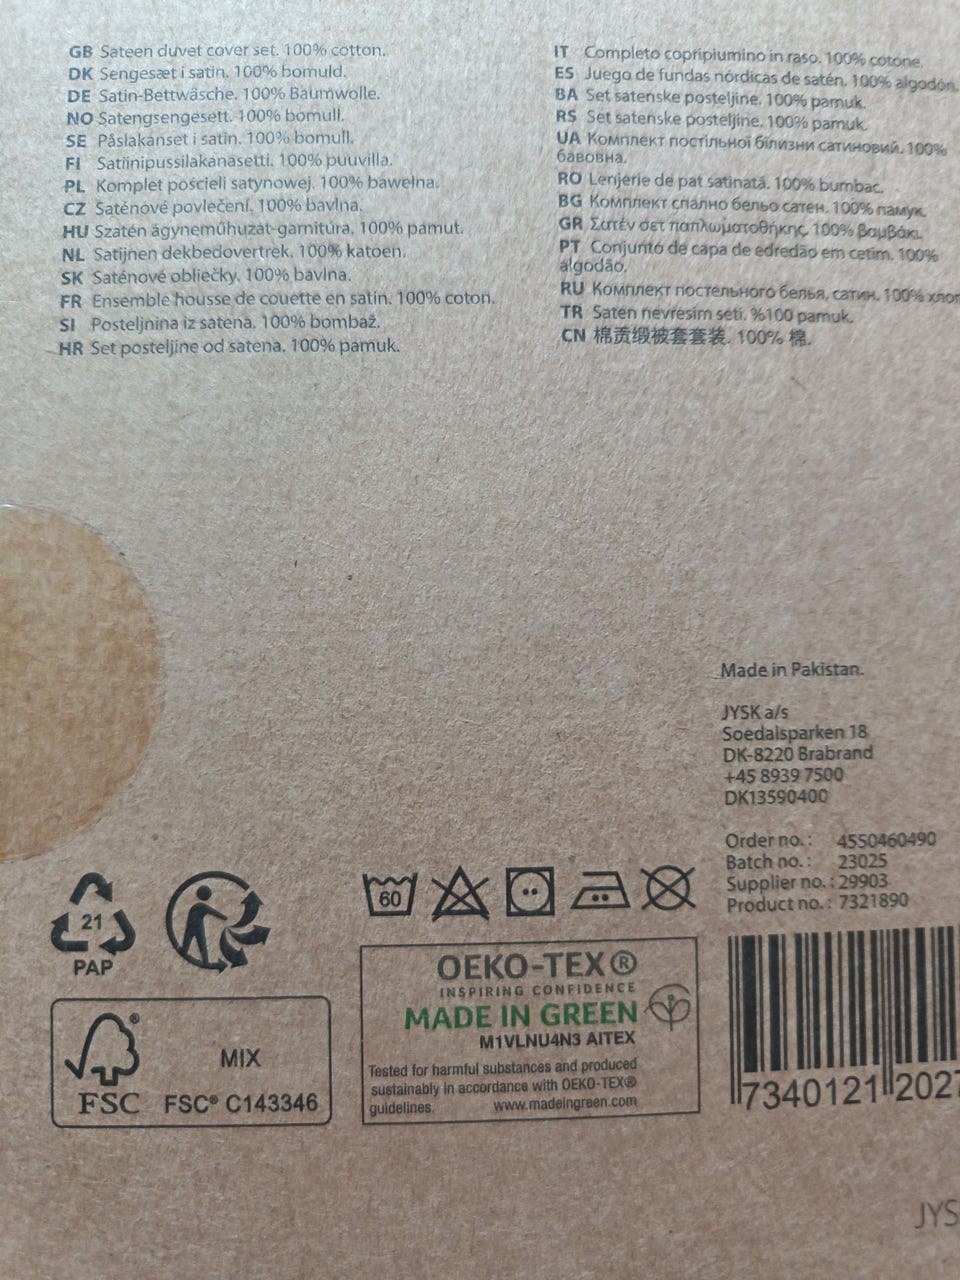 GB Sateen duvet cover set. 100% cotton.
DK Sengesæt i satin. 100% bomuld.
DE Satin-Bettwäsche. 100% Baumwolle.
NO Satengsengesett. 100% bomull.
SE Påslakanset i satin. 100% bomull.
FI Satiinipussilakanasetti. 100% puuvilla.
PL Komplet pościeli satynowej. 100% bawełna.
CZ Saténové povlečení. 100% bavlna.
HU Szatén ágyneműhuzat-garnitúra. 100% pamut.
NL Satijnen dekbedovertrek. 100% katoen.
SK Saténové obliečky. 100% bavlna.
FR Ensemble housse de couette en satin. 100% coton.
SI Posteljnina iz satena. 100% bombaž.
HR Set posteljine od satena. 100% pamuk.
IT Completo copripiumino in raso. 100% cotone.
ES Juego de fundas nórdicas de satén. 100% algodón.
BA Set satenske posteljine. 100% pamuk.
RS Set satenske posteljine. 100% pamuk.
UA Комплект постільної білизни сатиновий. 100%
бавовна.
RO Lenjerie de pat satinată. 100% bumbac.
BG Комплект спално бельо сатен. 100% памук.
GR Σατέν σετ παπλωματοθήκης. 100% βαμβάκι.
PT Conjunto de capa de edredão em cetim. 100%
algodão.
RU Комплект постельного белья, сатин. 100% хлоп
TR Saten nevresim seti. %100 pamuk.
CN 棉贡缎被套套装. 100% 棉.
Made in Pakistan.
JYSK a/s
Soedalsparken 18
DK-8220 Brabrand
+45 8939 7500
DK13590400
Order no.: 4550460490
Batch no.: 23025
Supplier no.: 29903
Product no.: 7321890
21
PAP
60
OEKO-TEX®
INSPIRING CONFIDENCE
MADE IN GREEN
M1VLNU4N3 AITEX
Tested for harmful substances and produced
sustainably in accordance with OEKO-TEX®
guidelines. www.madeingreen.com
®
MIX
FSC FSC® C143346
7340121 2027
JYS